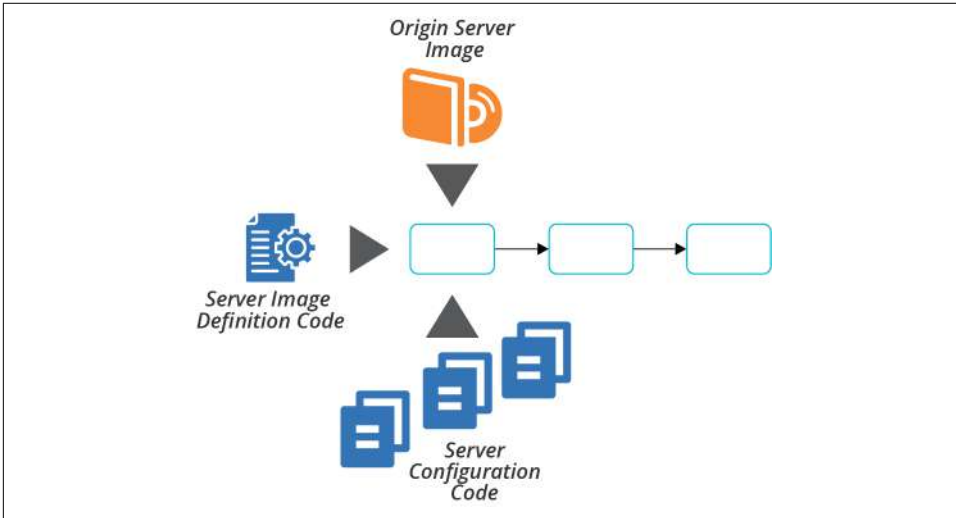 Origin Server
Image
Server Image
Definition Code
Server
Configuration
Code